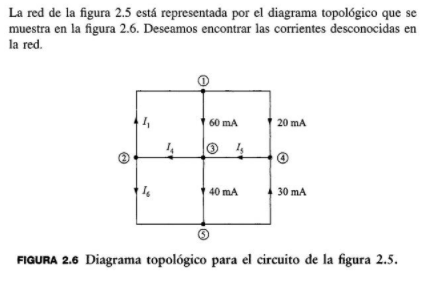 La red de la figura 2.5 está representada por el diagrama topológico que se
muestra en la figura 2.6. Deseamos encontrar las corrientes desconocidas en
la red.
①
I₁ 60 mA 20 mA
② I₄ ③ I₅ ④
I₆ 40 mA 30 mA
⑤
FIGURA 2.6 Diagrama topológico para el circuito de la figura 2.5.